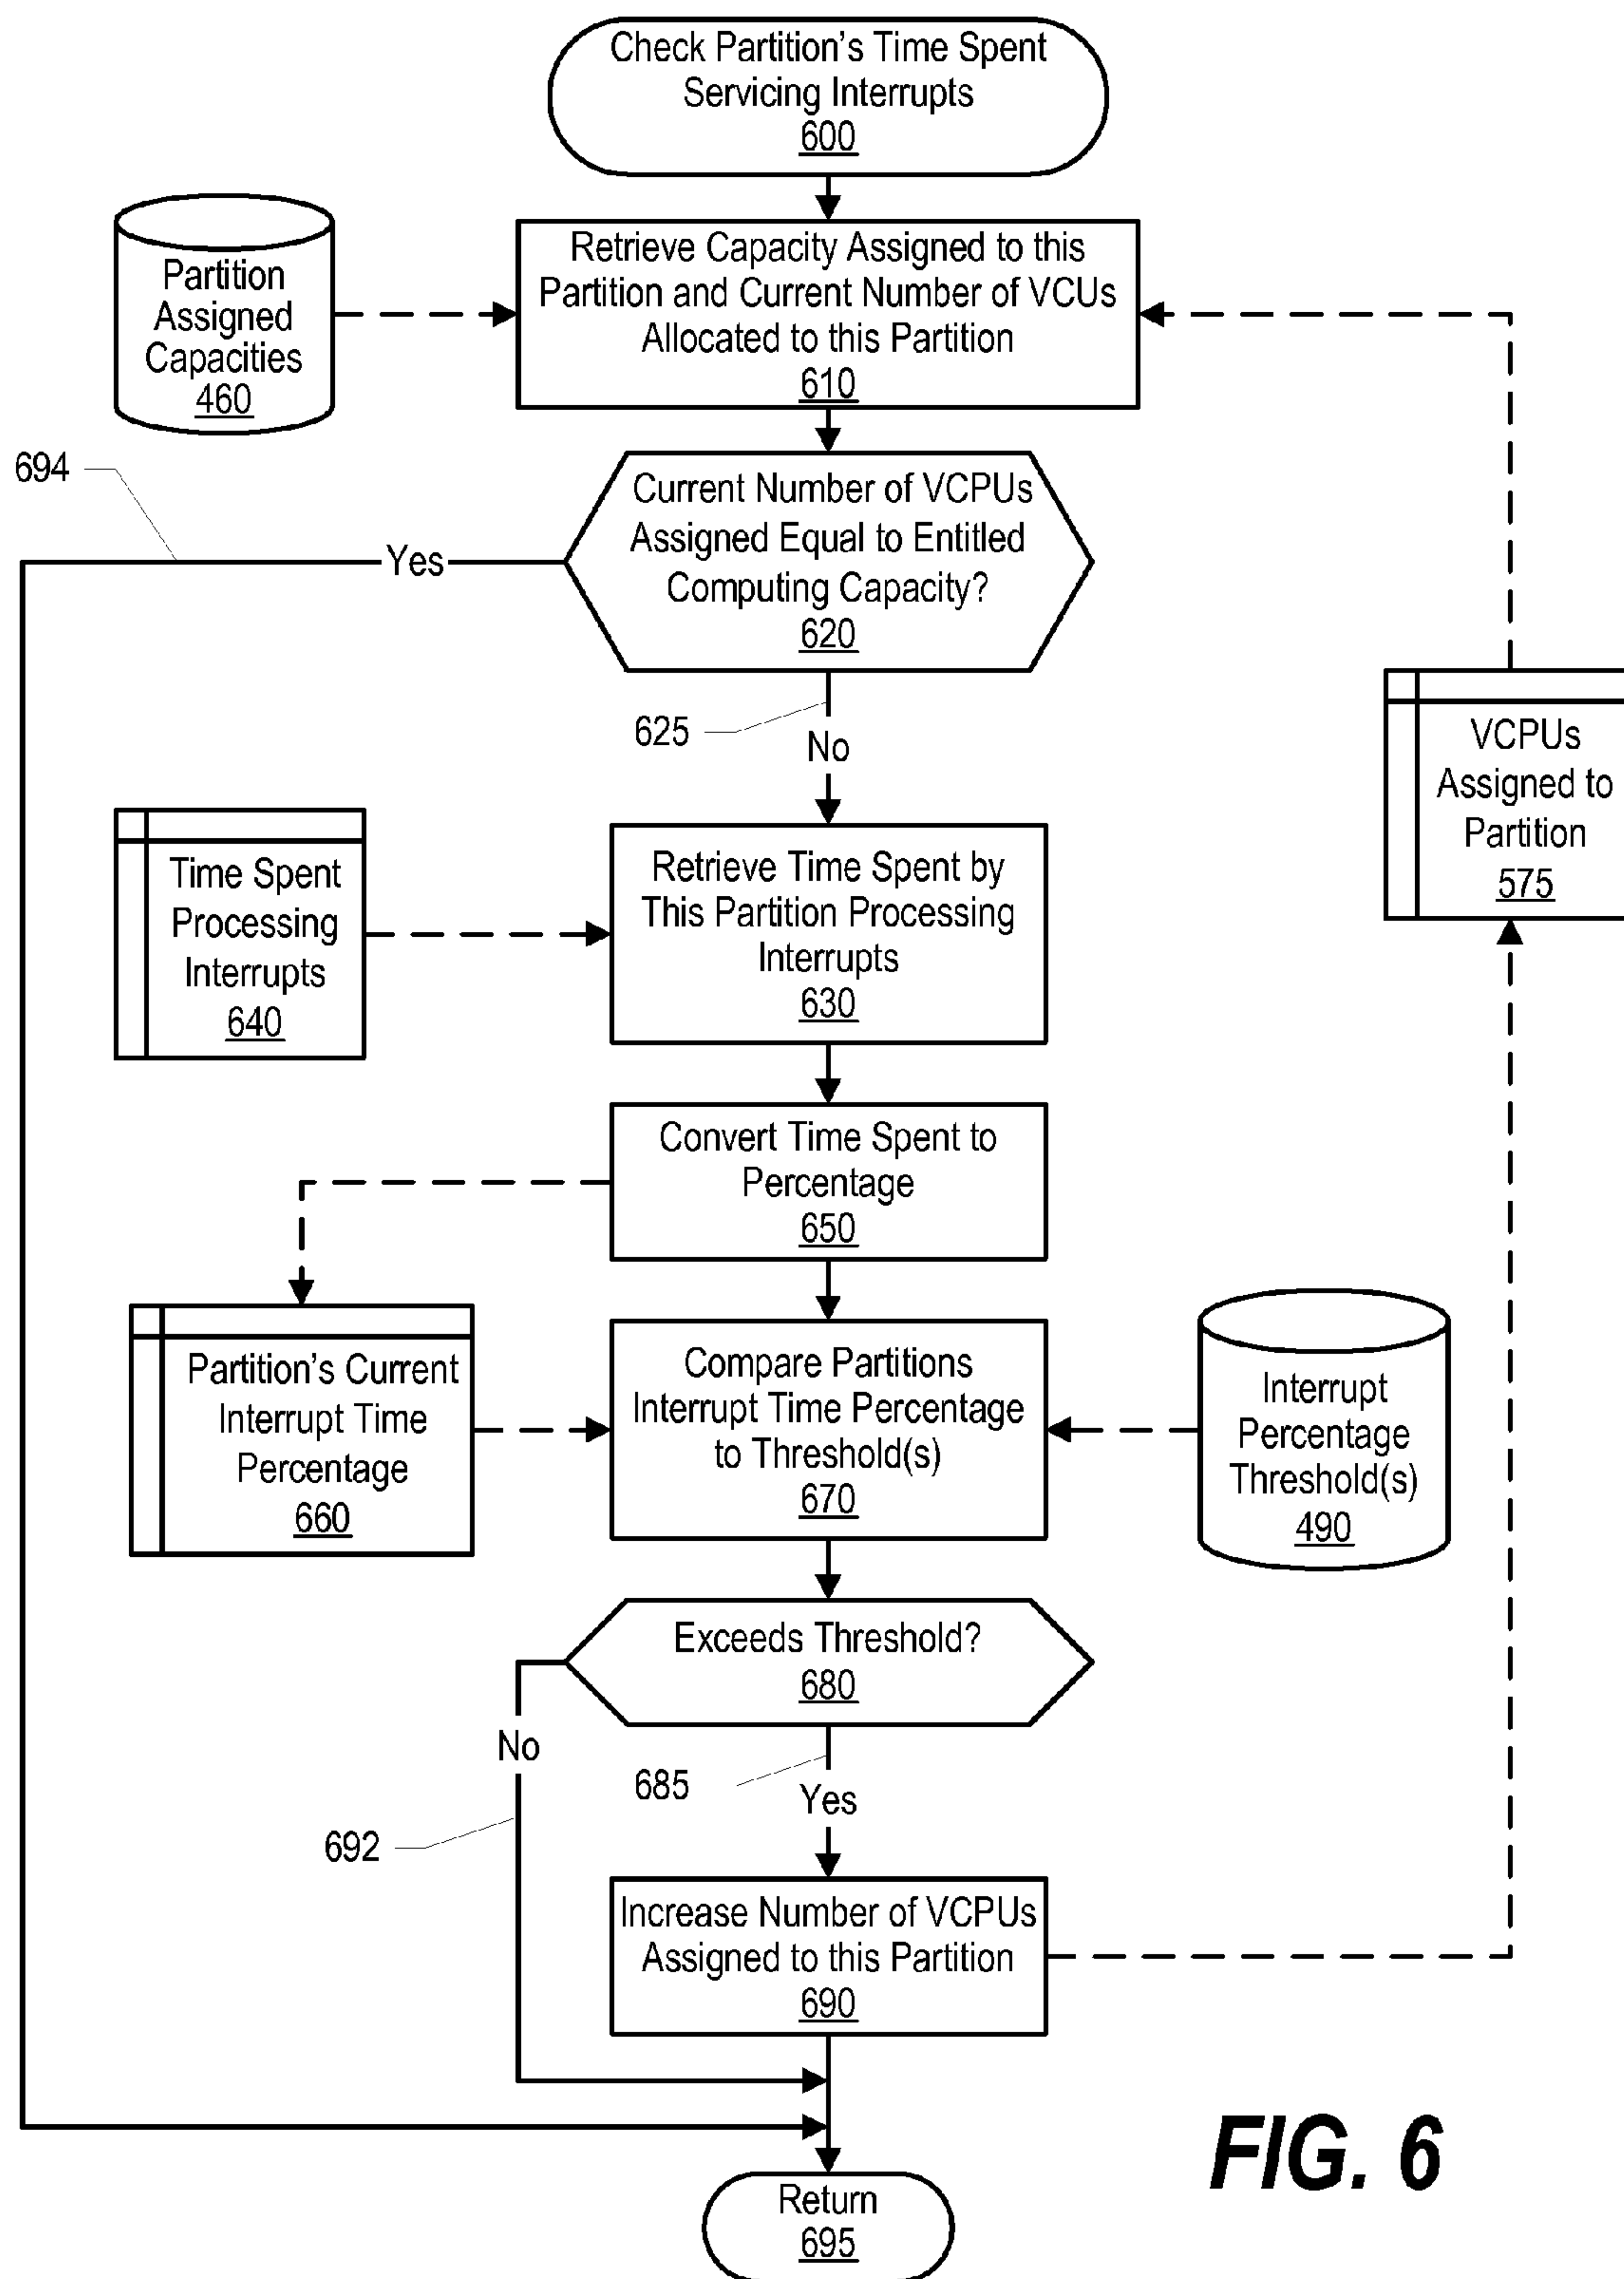 Check Partition's Time Spent
Servicing Interrupts
600
Partition
Assigned
Capacities
460
Retrieve Capacity Assigned to this
Partition and Current Number of VCUs
Allocated to this Partition
610
694
Current Number of VCPUs
Assigned Equal to Entitled
Computing Capacity?
620
Yes
625
No
VCPUs
Assigned to
Partition
575
Time Spent
Processing
Interrupts
640
Retrieve Time Spent by
This Partition Processing
Interrupts
630
Convert Time Spent to
Percentage
650
Partition's Current
Interrupt Time
Percentage
660
Compare Partitions
Interrupt Time Percentage
to Threshold(s)
670
Interrupt
Percentage
Threshold(s)
490
Exceeds Threshold?
680
No
685
Yes
692
Increase Number of VCPUs
Assigned to this Partition
690
Return
695
FIG. 6